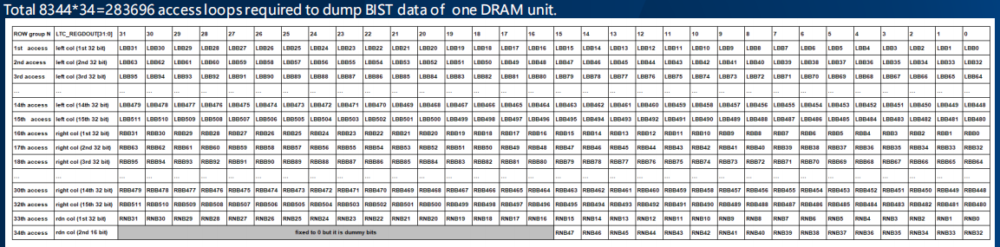 Total 8344*34=283696 access loops required to dump BIST data of one DRAM unit.
ROW group N LTC_REGDOUT[31:0] 31 30 29 28 27 26 25 24 23 22 21 20 19 18 17 16 15 14 13 12 11 10 9 8 7 6 5 4 3 2 1 0
1st access left col (1st 32 bit) LBB31 LBB30 LBB29 LBB28 LBB27 LBB26 LBB25 LBB24 LBB23 LBB22 LBB21 LBB20 LBB19 LBB18 LBB17 LBB16 LBB15 LBB14 LBB13 LBB12 LBB11 LBB10 LBB9 LBB8 LBB7 LBB6 LBB5 LBB4 LBB3 LBB2 LBB1 LBB0
2nd access left col (2nd 32 bit) LBB63 LBB62 LBB61 LBB60 LBB59 LBB58 LBB57 LBB56 LBB55 LBB54 LBB53 LBB52 LBB51 LBB50 LBB49 LBB48 LBB47 LBB46 LBB45 LBB44 LBB43 LBB42 LBB41 LBB40 LBB39 LBB38 LBB37 LBB36 LBB35 LBB34 LBB33 LBB32
3rd access left col (3rd 32 bit) LBB95 LBB94 LBB93 LBB92 LBB91 LBB90 LBB89 LBB88 LBB87 LBB86 LBB85 LBB84 LBB83 LBB82 LBB81 LBB80 LBB79 LBB78 LBB77 LBB76 LBB75 LBB74 LBB73 LBB72 LBB71 LBB70 LBB69 LBB68 LBB67 LBB66 LBB65 LBB64
... ... ... ... ... ... ... ... ... ... ... ... ... ... ... ... ... ... ... ... ... ... ... ... ... ... ... ... ... ... ... ... ... ...
14th access left col (14th 32 bit) LBB479 LBB478 LBB477 LBB476 LBB475 LBB474 LBB473 LBB472 LBB471 LBB470 LBB469 LBB468 LBB467 LBB466 LBB465 LBB464 LBB463 LBB462 LBB461 LBB460 LBB459 LBB458 LBB457 LBB456 LBB455 LBB454 LBB453 LBB452 LBB451 LBB450 LBB449 LBB448
15th access left col (15th 32 bit) LBB511 LBB510 LBB509 LBB508 LBB507 LBB506 LBB505 LBB504 LBB503 LBB502 LBB501 LBB500 LBB499 LBB498 LBB497 LBB496 LBB495 LBB494 LBB493 LBB492 LBB491 LBB490 LBB489 LBB488 LBB487 LBB486 LBB485 LBB484 LBB483 LBB482 LBB481 LBB480
16th access right col (1st 32 bit) RBB31 RBB30 RBB29 RBB28 RBB27 RBB26 RBB25 RBB24 RBB23 RBB22 RBB21 RBB20 RBB19 RBB18 RBB17 RBB16 RBB15 RBB14 RBB13 RBB12 RBB11 RBB10 RBB9 RBB8 RBB7 RBB6 RBB5 RBB4 RBB3 RBB2 RBB1 RBB0
17th access right col (2nd 32 bit) RBB63 RBB62 RBB61 RBB60 RBB59 RBB58 RBB57 RBB56 RBB55 RBB54 RBB53 RBB52 RBB51 RBB50 RBB49 RBB48 RBB47 RBB46 RBB45 RBB44 RBB43 RBB42 RBB41 RBB40 RBB39 RBB38 RBB37 RBB36 RBB35 RBB34 RBB33 RBB32
18th access right col (3rd 32 bit) RBB95 RBB94 RBB93 RBB92 RBB91 RBB90 RBB89 RBB88 RBB87 RBB86 RBB85 RBB84 RBB83 RBB82 RBB81 RBB80 RBB79 RBB78 RBB77 RBB76 RBB75 RBB74 RBB73 RBB72 RBB71 RBB70 RBB69 RBB68 RBB67 RBB66 RBB65 RBB64
... ... ... ... ... ... ... ... ... ... ... ... ... ... ... ... ... ... ... ... ... ... ... ... ... ... ... ... ... ... ... ... ... ...
30th access right col (14th 32 bit) RBB479 RBB478 RBB477 RBB476 RBB475 RBB474 RBB473 RBB472 RBB471 RBB470 RBB469 RBB468 RBB467 RBB466 RBB465 RBB464 RBB463 RBB462 RBB461 RBB460 RBB459 RBB458 RBB457 RBB456 RBB455 RBB454 RBB453 RBB452 RBB451 RBB450 RBB449 RBB448
32th access right col (15th 32 bit) RBB511 RBB510 RBB509 RBB508 RBB507 RBB506 RBB505 RBB504 RBB503 RBB502 RBB501 RBB500 RBB499 RBB498 RBB497 RBB496 RBB495 RBB494 RBB493 RBB492 RBB491 RBB490 RBB489 RBB488 RBB487 RBB486 RBB485 RBB484 RBB483 RBB482 RBB481 RBB480
33th access rdn col (1st 32 bit) RNB31 RNB30 RNB29 RNB28 RNB27 RNB26 RNB25 RNB24 RNB23 RNB22 RNB21 RNB20 RNB19 RNB18 RNB17 RNB16 RNB15 RNB14 RNB13 RNB12 RNB11 RNB10 RNB9 RNB8 RNB7 RNB6 RNB5 RNB4 RNB3 RNB2 RNB1 RNB0
34th access rdn col (2nd 16 bit) fixed to 0 but it is dummy bits RNB47 RNB46 RNB45 RNB44 RNB43 RNB42 RNB41 RNB40 RNB39 RNB38 RNB37 RNB36 RNB35 RNB34 RNB33 RNB32